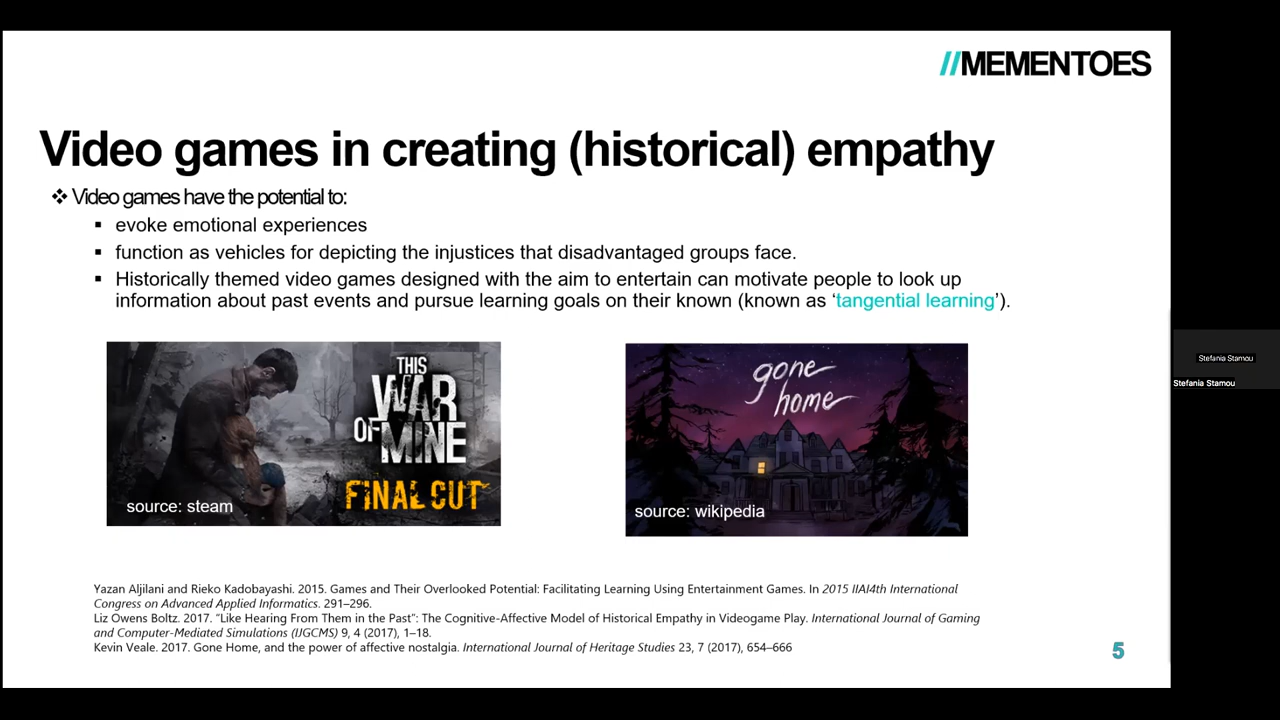 //MEMENTOES
Video games in creating (historical) empathy
❖ Video games have the potential to:
▪ evoke emotional experiences
▪ function as vehicles for depicting the injustices that disadvantaged groups face.
▪ Historically themed video games designed with the aim to entertain can motivate people to look up
information about past events and pursue learning goals on their known (known as ‘tangential learning’).
THIS
WAR
OF MINE
FINAL CUT
source: steam
gone
home
source: wikipedia
Stefania Stamou
Stefania Stamou
Yazan Aljilani and Rieko Kadobayashi. 2015. Games and Their Overlooked Potential: Facilitating Learning Using Entertainment Games. In 2015 IIAI4th International
Congress on Advanced Applied Informatics. 291–296.
Liz Owens Boltz. 2017. “Like Hearing From Them in the Past”: The Cognitive-Affective Model of Historical Empathy in Videogame Play. International Journal of Gaming
and Computer-Mediated Simulations (IJGCMS) 9, 4 (2017), 1–18.
Kevin Veale. 2017. Gone Home, and the power of affective nostalgia. International Journal of Heritage Studies 23, 7 (2017), 654–666
5